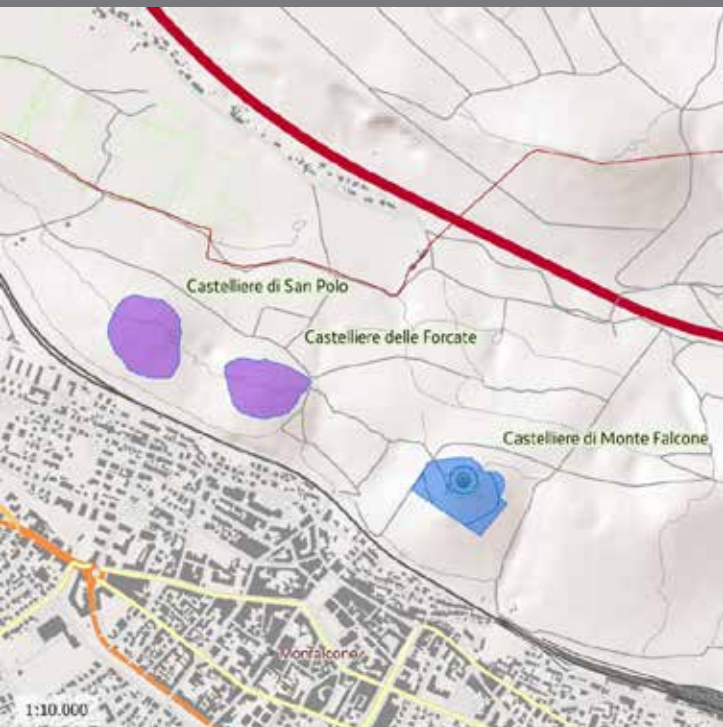 Castelliere di San Polo
Castelliere delle Forcate
Castelliere di Monte Falcone
Monfalcone
1:10.000